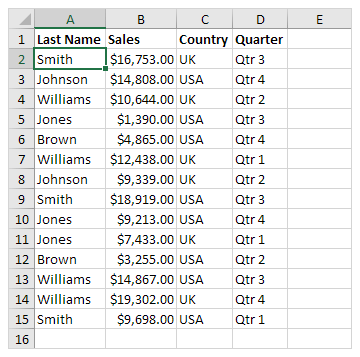 A B C D E
1 Last Name Sales Country Quarter
2 Smith $16,753.00 UK Qtr 3
3 Johnson $14,808.00 USA Qtr 4
4 Williams $10,644.00 UK Qtr 2
5 Jones $1,390.00 USA Qtr 3
6 Brown $4,865.00 USA Qtr 4
7 Williams $12,438.00 UK Qtr 1
8 Johnson $9,339.00 UK Qtr 2
9 Smith $18,919.00 USA Qtr 3
10 Jones $9,213.00 USA Qtr 4
11 Jones $7,433.00 UK Qtr 1
12 Brown $3,255.00 USA Qtr 2
13 Williams $14,867.00 USA Qtr 3
14 Williams $19,302.00 UK Qtr 4
15 Smith $9,698.00 USA Qtr 1
16